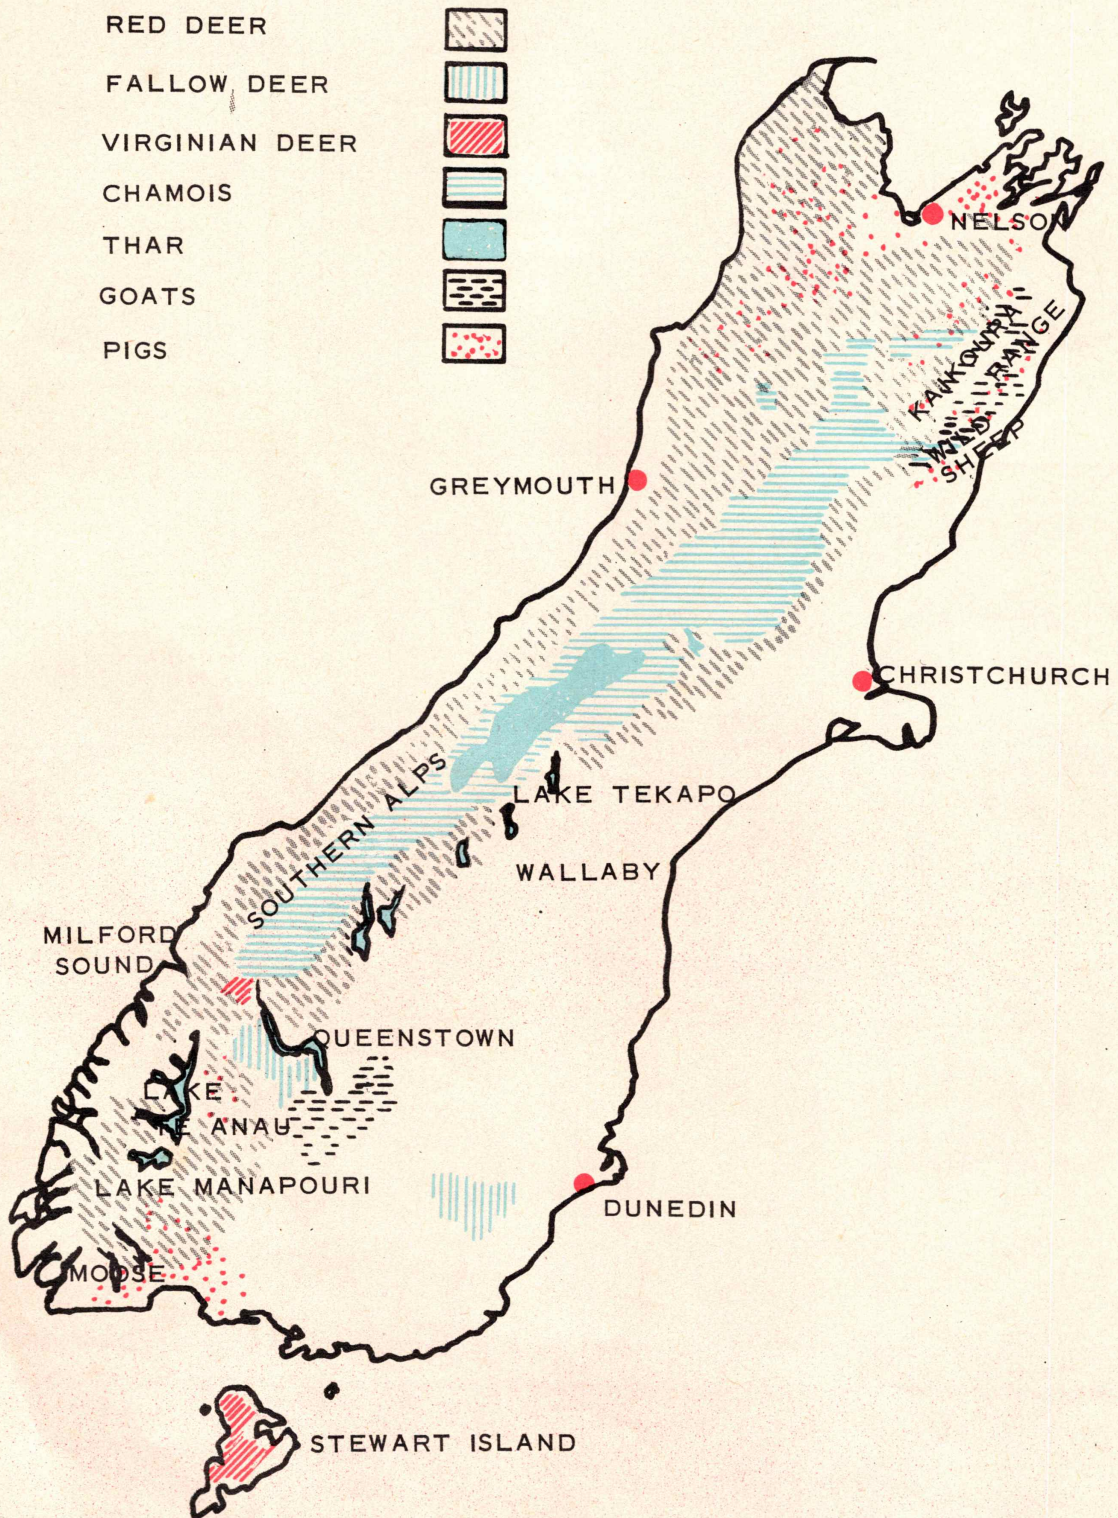 RED DEER
FALLOW DEER
VIRGINIAN DEER
CHAMOIS
THAR
GOATS
PIGS
NELSON
KAIKOURA
RANGE
WILD
SHEEP
GREYMOUTH
CHRISTCHURCH
SOUTHERN ALPS
LAKE TEKAPO
WALLABY
MILFORD
SOUND
QUEENSTOWN
LAKE
TE ANAU
LAKE MANAPOURI
DUNEDIN
MOOSE
STEWART ISLAND